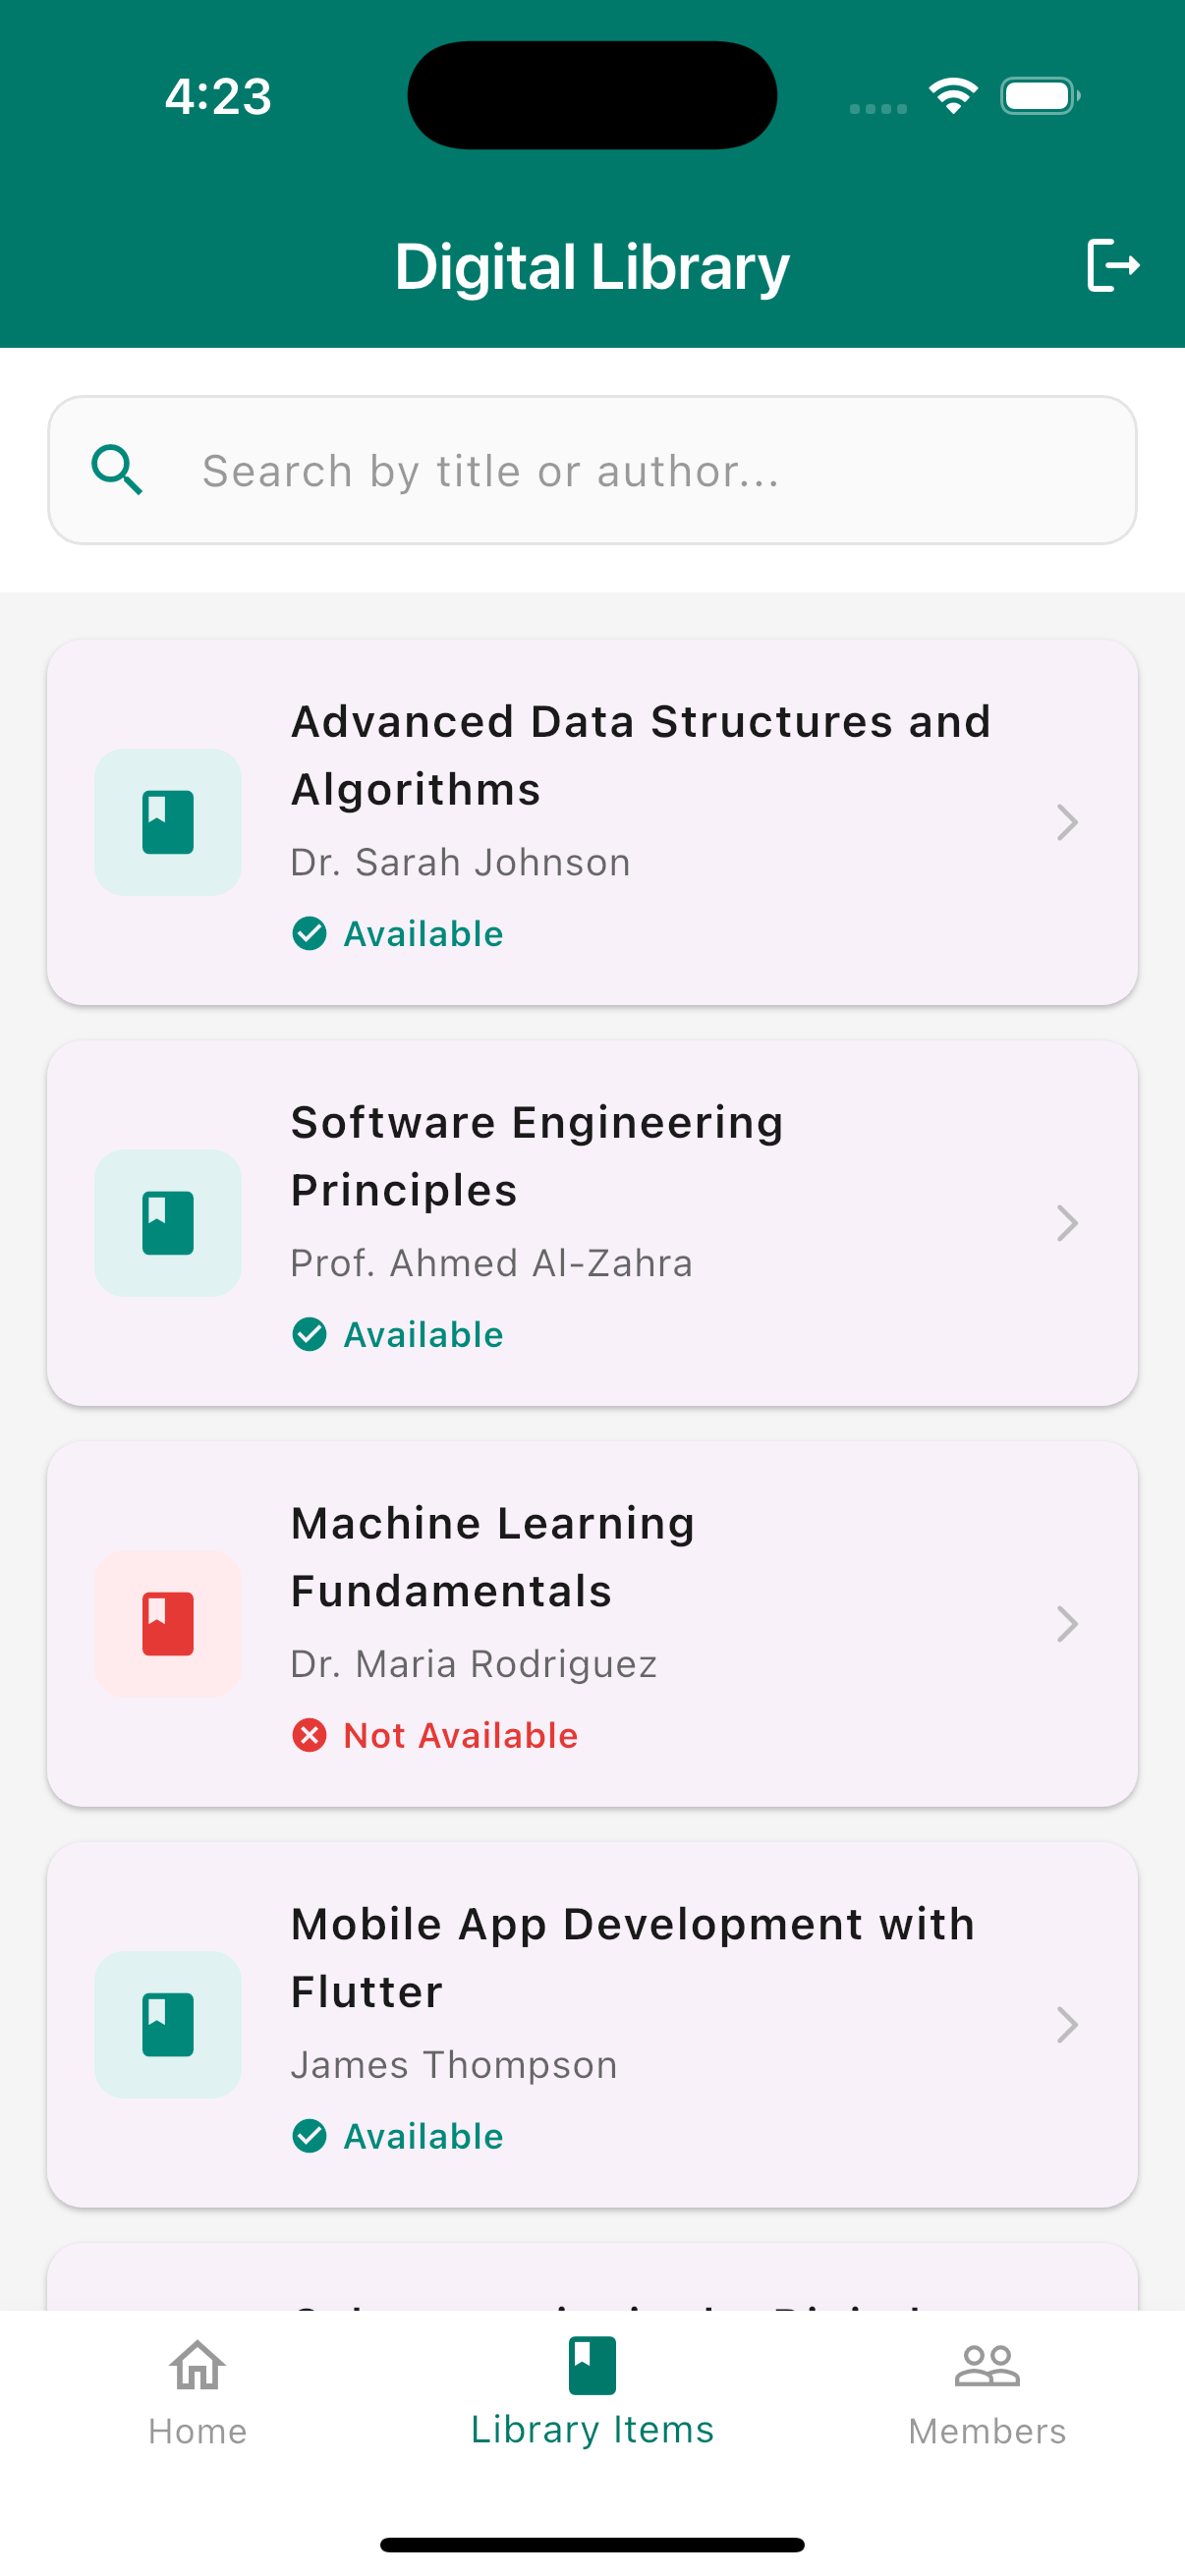 4:23
Digital Library
Search by title or author...
Advanced Data Structures and
Algorithms
Dr. Sarah Johnson
Available
Software Engineering
Principles
Prof. Ahmed Al-Zahra
Available
Machine Learning
Fundamentals
Dr. Maria Rodriguez
Not Available
Mobile App Development with
Flutter
James Thompson
Available
Home
Library Items
Members